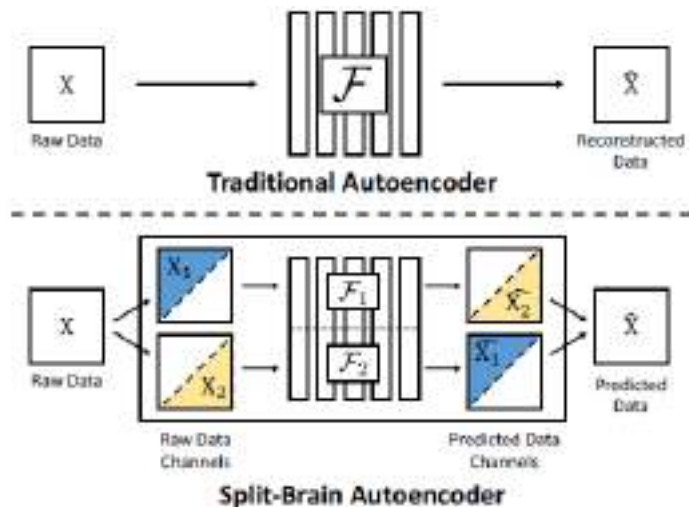 X
Raw Data
ℱ
X̂
Reconstructed
Data
Traditional Autoencoder
X
Raw Data
X₁
X₂
Raw Data
Channels
ℱ₁
ℱ₂
X̂₂
X̂₁
Predicted Data
Channels
X̂
Predicted
Data
Split-Brain Autoencoder